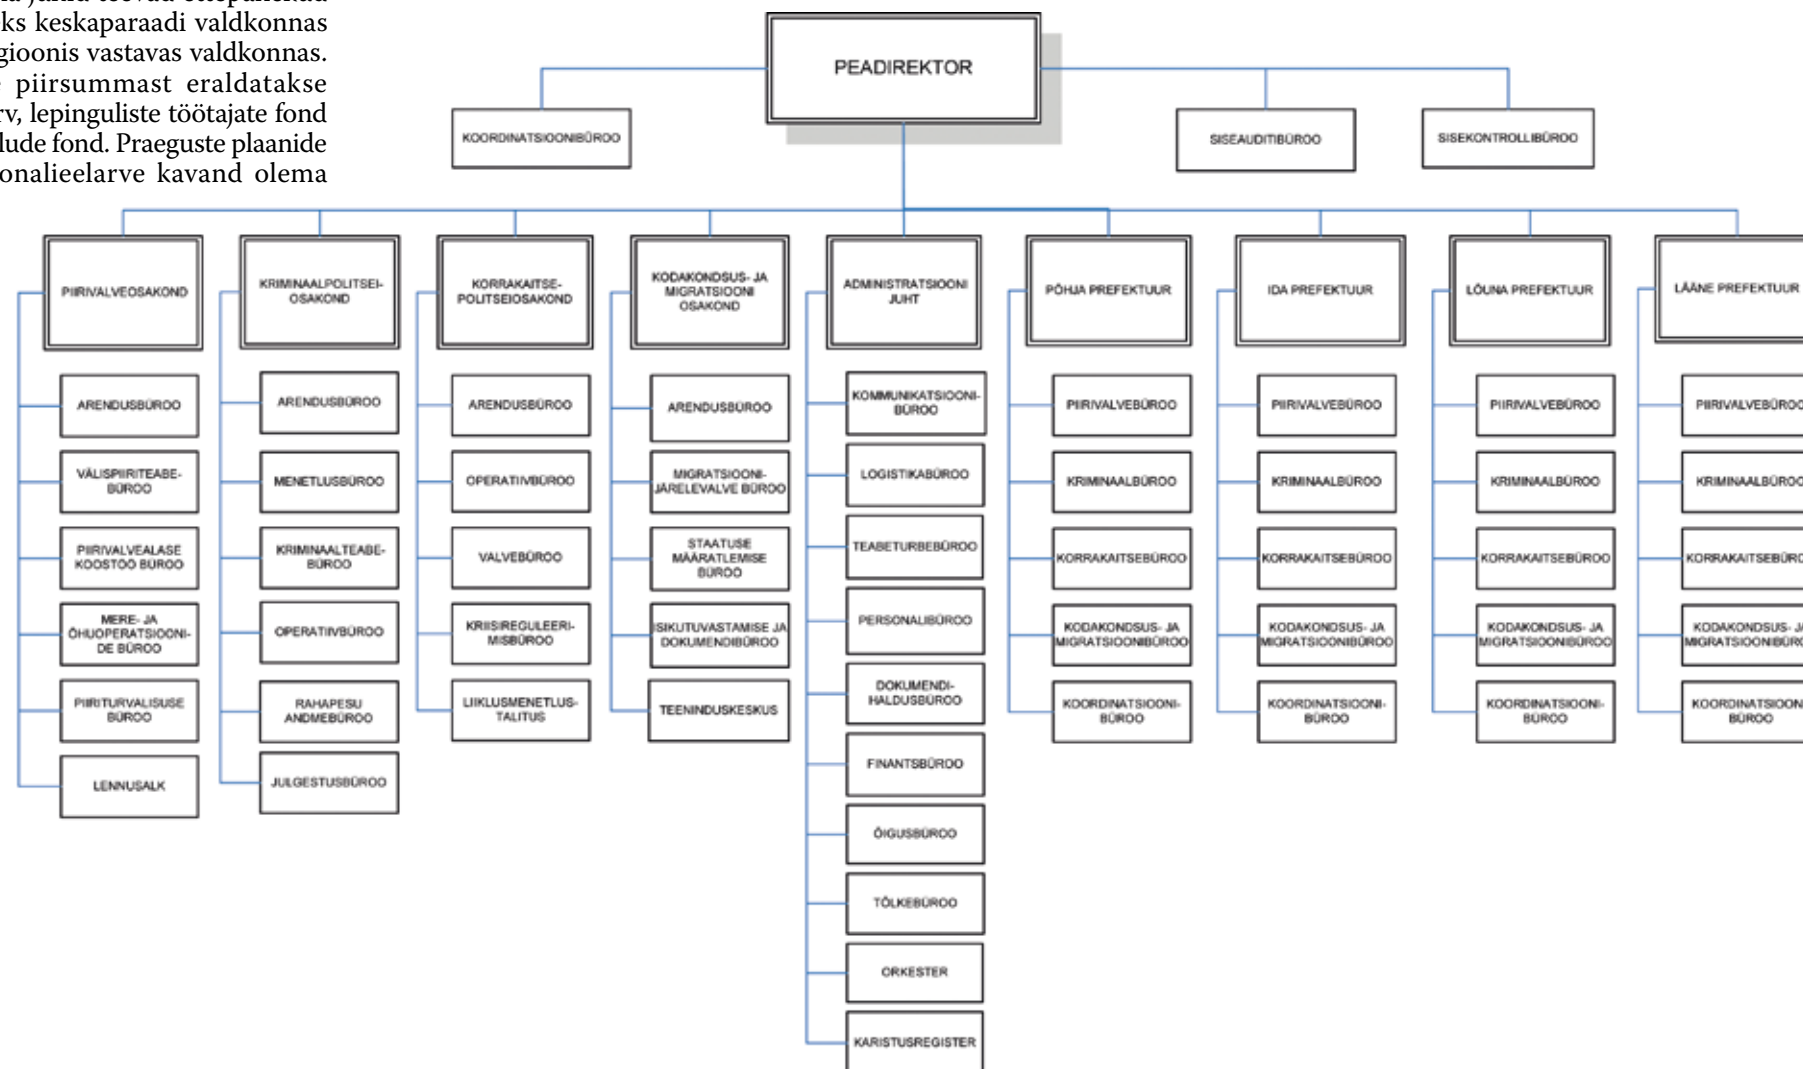 eks keskaparaadi valdkonnas
gioonis vastavas valdkonnas.
piirsummast eraldatakse
rv, lepinguliste töötajate fond
lude fond. Praeguste plaanide
onalieelarve kavand olema
PEADIREKTOR
KOORDINATSIOONIBÜROO
SISEAUDITIBÜROO
SISEKONTROLLIBÜROO
PIIRIVALVEOSAKOND
ARENDUSBÜROO
VÄLISPIIRITEABE-
BÜROO
PIIRIVALVEALASE
KOOSTÖÖ BÜROO
MERE- JA
ÕHUOPERATSIOONI-
DE BÜROO
PIIRITURVALISUSE
BÜROO
LENNUSALK
KRIMINAALPOLITSEI-
OSAKOND
ARENDUSBÜROO
MENETLUSBÜROO
KRIMINAALTEABE-
BÜROO
OPERATIIVBÜROO
RAHAPESU
ANDMEBÜROO
JULGESTUSBÜROO
KORRAKAITSE-
POLITSEIOSAKOND
ARENDUSBÜROO
OPERATIIVBÜROO
VALVEBÜROO
KRIISIREGULEERI-
MISBÜROO
LIIKLUSMENETLUS-
TALITUS
KODAKONDSUS- JA
MIGRATSIOONI
OSAKOND
ARENDUSBÜROO
MIGRATSIOONI-
JÄRELEVALVE BÜROO
STAATUSE
MÄÄRATLEMISE
BÜROO
ISIKUTUVASTAMISE JA
DOKUMENDIBÜROO
TEENINDUSKESKUS
ADMINISTRATSIOONI
JUHT
KOMMUNIKATSIOONI-
BÜROO
LOGISTIKABÜROO
TEABETURBEBÜROO
PERSONALIBÜROO
DOKUMENDI-
HALDUSBÜROO
FINANTSBÜROO
ÕIGUSBÜROO
TÕLKEBÜROO
ORKESTER
KARISTUSREGISTER
PÕHJA PREFEKTUUR
PIIRIVALVEBÜROO
KRIMINAALBÜROO
KORRAKAITSEBÜROO
KODAKONDSUS- JA
MIGRATSIOONIBÜROO
KOORDINATSIOONI-
BÜROO
IDA PREFEKTUUR
PIIRIVALVEBÜROO
KRIMINAALBÜROO
KORRAKAITSEBÜROO
KODAKONDSUS- JA
MIGRATSIOONIBÜROO
KOORDINATSIOONI-
BÜROO
LÕUNA PREFEKTUUR
PIIRIVALVEBÜROO
KRIMINAALBÜROO
KORRAKAITSEBÜROO
KODAKONDSUS- JA
MIGRATSIOONIBÜROO
KOORDINATSIOONI-
BÜROO
LÄÄNE PREFEKTUUR
PIIRIVALVEBÜROO
KRIMINAALBÜROO
KORRAKAITSEBÜRO
KODAKONDSUS- JA
MIGRATSIOONIBÜRO
KOORDINATSIOONI
BÜROO